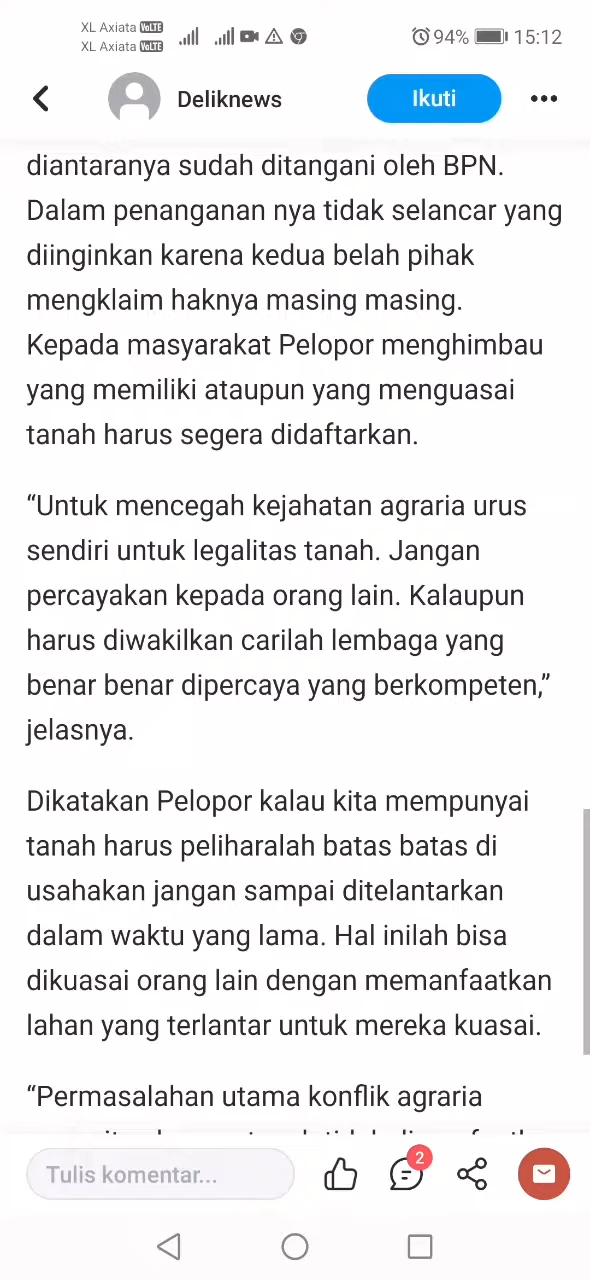 XL Axiata VoLTE
XL Axiata VoLTE
94% 15:12
Deliknews
Ikuti
diantaranya sudah ditangani oleh BPN.
Dalam penanganan nya tidak selancar yang
diinginkan karena kedua belah pihak
mengklaim haknya masing masing.
Kepada masyarakat Pelopor menghimbau
yang memiliki ataupun yang menguasai
tanah harus segera didaftarkan.
“Untuk mencegah kejahatan agraria urus
sendiri untuk legalitas tanah. Jangan
percayakan kepada orang lain. Kalaupun
harus diwakilkan carilah lembaga yang
benar benar dipercaya yang berkompeten,”
jelasnya.
Dikatakan Pelopor kalau kita mempunyai
tanah harus peliharalah batas batas di
usahakan jangan sampai ditelantarkan
dalam waktu yang lama. Hal inilah bisa
dikuasai orang lain dengan memanfaatkan
lahan yang terlantar untuk mereka kuasai.
“Permasalahan utama konflik agraria
Tulis komentar...
2